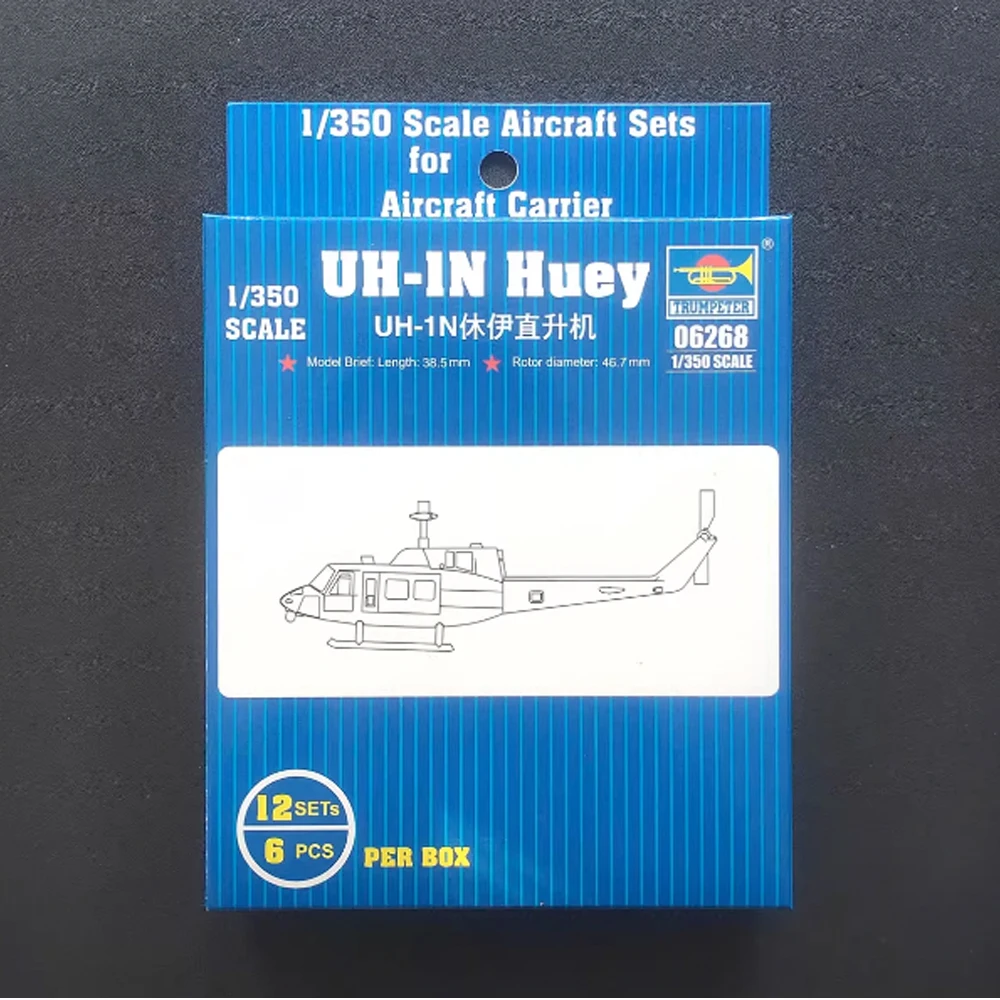 1/350 Scale Aircraft Sets
for
Aircraft Carrier
UH-1N Huey
1/350
SCALE
UH-1N休伊直升机
Model Brief: Length: 38.5mm
Rotor diameter: 46.7mm
®
TRUMPETER
06268
1/350 SCALE
12 SETs
6 PCS
PER BOX